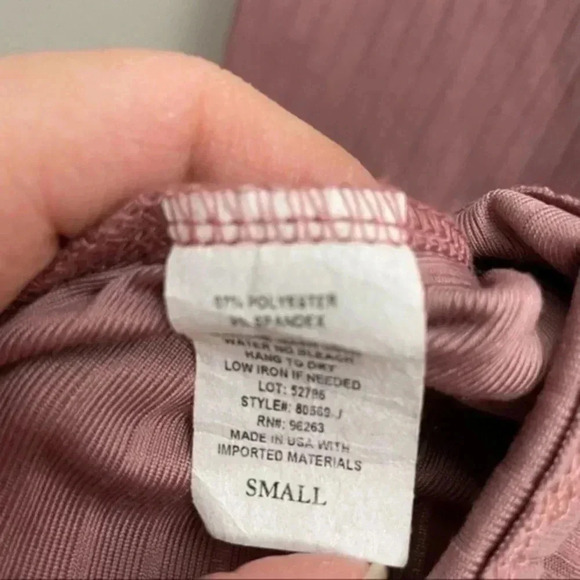 % POLYESTER
% SPANDEX
WATER NO BLEACH
HANG TO DRY
LOW IRON IF NEEDED
LOT: 52786
STYLE#: 80569-J
RN#: 96263
MADE IN USA WITH
IMPORTED MATERIALS
SMALL